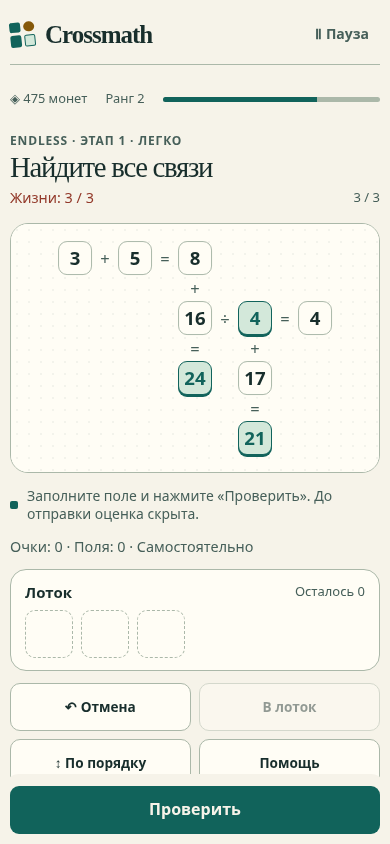 Crossmath
‖ Пауза
◈ 475 монет Ранг 2
ENDLESS · ЭТАП 1 · ЛЕГКО
Найдите все связи
Жизни: 3 / 3 3 / 3
3 + 5 = 8
+
16 ÷ 4 = 4
= +
24 17
=
21
Заполните поле и нажмите «Проверить». До
отправки оценка скрыта.
Очки: 0 · Поля: 0 · Самостоятельно
Лоток Осталось 0
↶ Отмена В лоток
↕ По порядку Помощь
Проверить